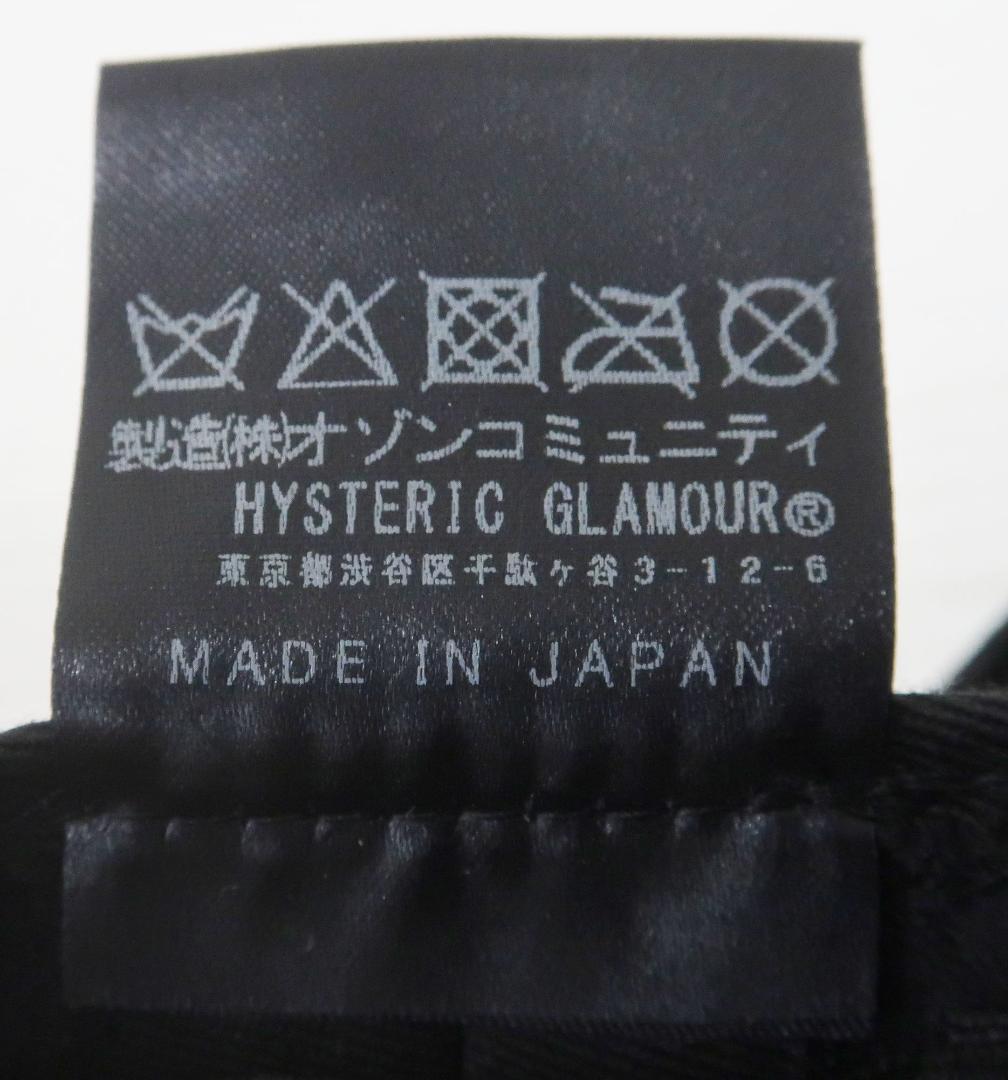 製造(株)オゾンコミュニティ
HYSTERIC GLAMOUR®
東京都渋谷区千駄ヶ谷3-12-6
MADE IN JAPAN